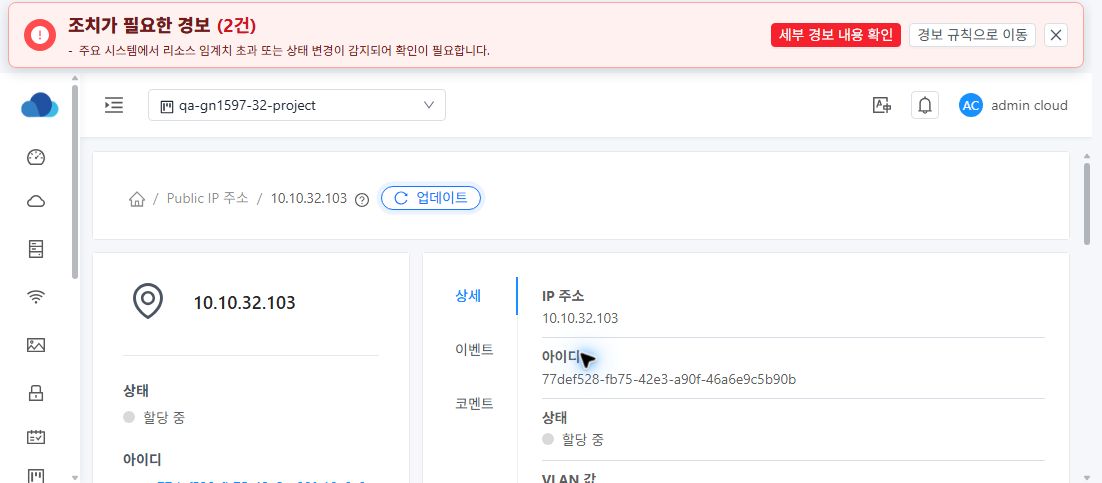 조치가 필요한 경보 (2건)
- 주요 시스템에서 리소스 임계치 초과 또는 상태 변경이 감지되어 확인이 필요합니다.
세부 경보 내용 확인
경보 규칙으로 이동
qa-gn1597-32-project
AC
admin cloud
/ Public IP 주소 / 10.10.32.103
업데이트
10.10.32.103
상태
할당 중
아이디
상세
이벤트
코멘트
IP 주소
10.10.32.103
아이디
77def528-fb75-42e3-a90f-46a6e9c5b90b
상태
할당 중
VLAN 값